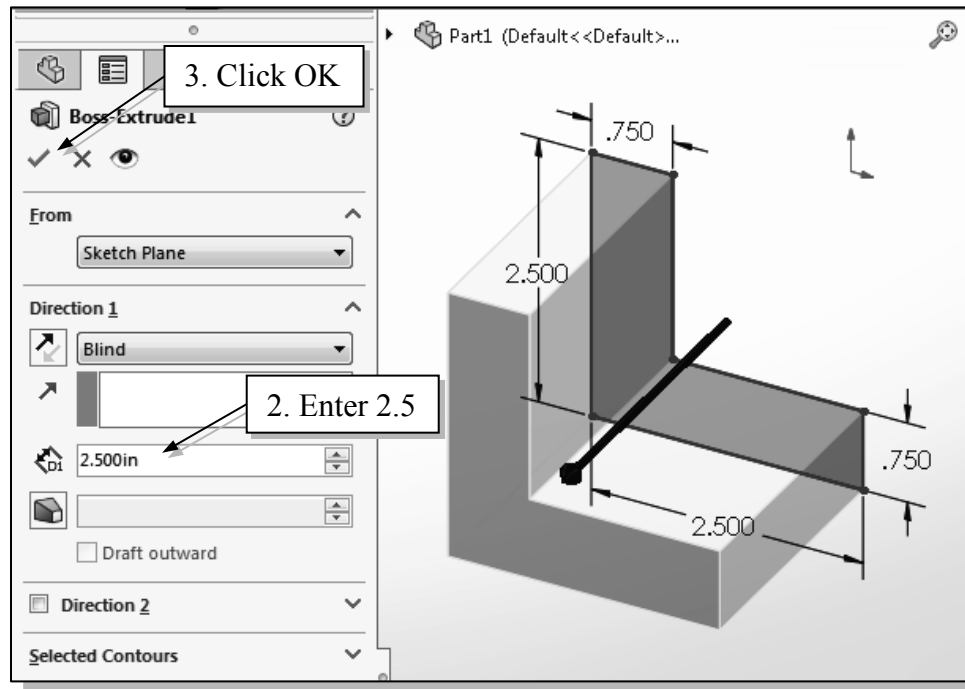 Part1 (Default<<Default>...
3. Click OK
Boss-Extrude1
From
Sketch Plane
Direction 1
Blind
2. Enter 2.5
D1
2.500in
Draft outward
Direction 2
Selected Contours
.750
2.500
.750
2.500